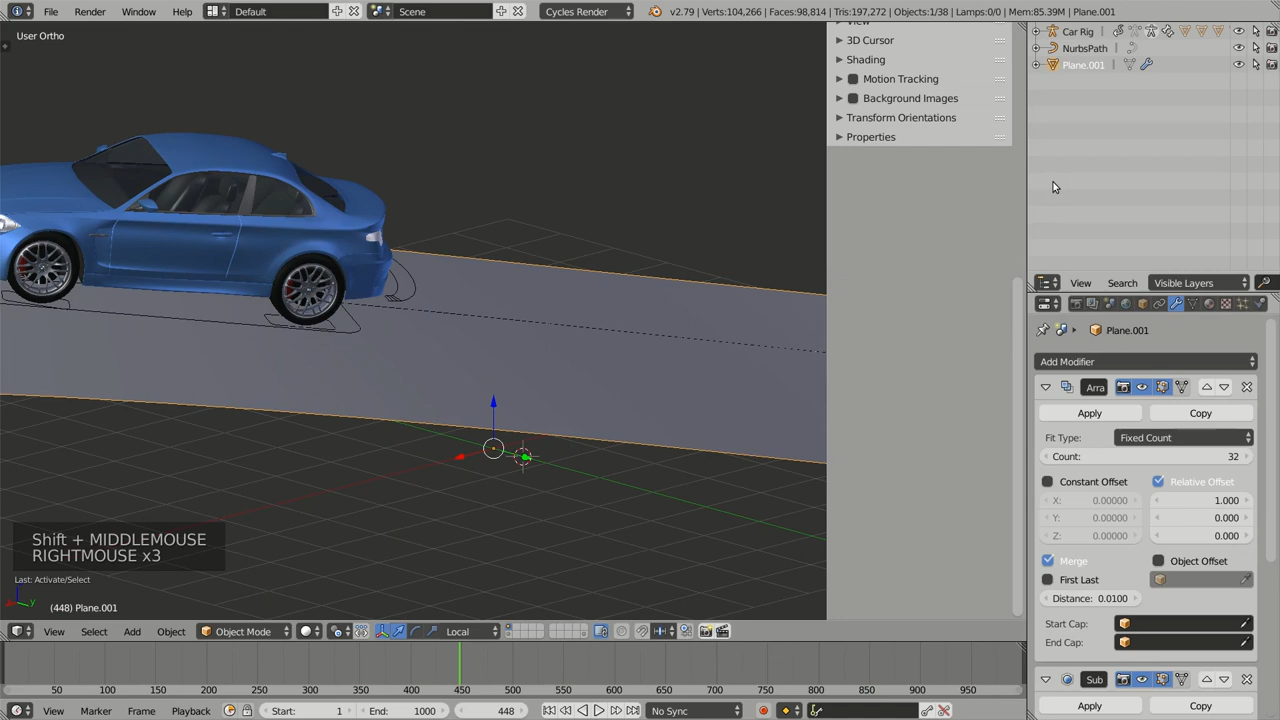 File Render Window Help Default Scene Cycles Render v2.79 | Verts:104,266 | Faces:98,814 | Tris:197,272 | Objects:1/38 | Lamps:0/0 | Mem:85.39M | Plane.001
User Ortho
View
3D Cursor
Shading
Motion Tracking
Background Images
Transform Orientations
Properties
Car Rig
NurbsPath
Plane.001
View Search Visible Layers
Plane.001
Add Modifier
Arra
Apply Copy
Fit Type: Fixed Count
Count: 32
Constant Offset Relative Offset
X: 0.00000 1.000
Y: 0.00000 0.000
Z: 0.00000 0.000
Merge Object Offset
First Last
Distance: 0.0100
Start Cap:
End Cap:
Sub
Apply Copy
Shift + MIDDLEMOUSE
RIGHTMOUSE x3
Last: Activate/Select
y
(448) Plane.001
View Select Add Object Object Mode Local
50 100 150 200 250 300 350 400 450 500 550 600 650 700 750 800 850 900 950
View Marker Frame Playback Start: 1 End: 1000 448 No Sync